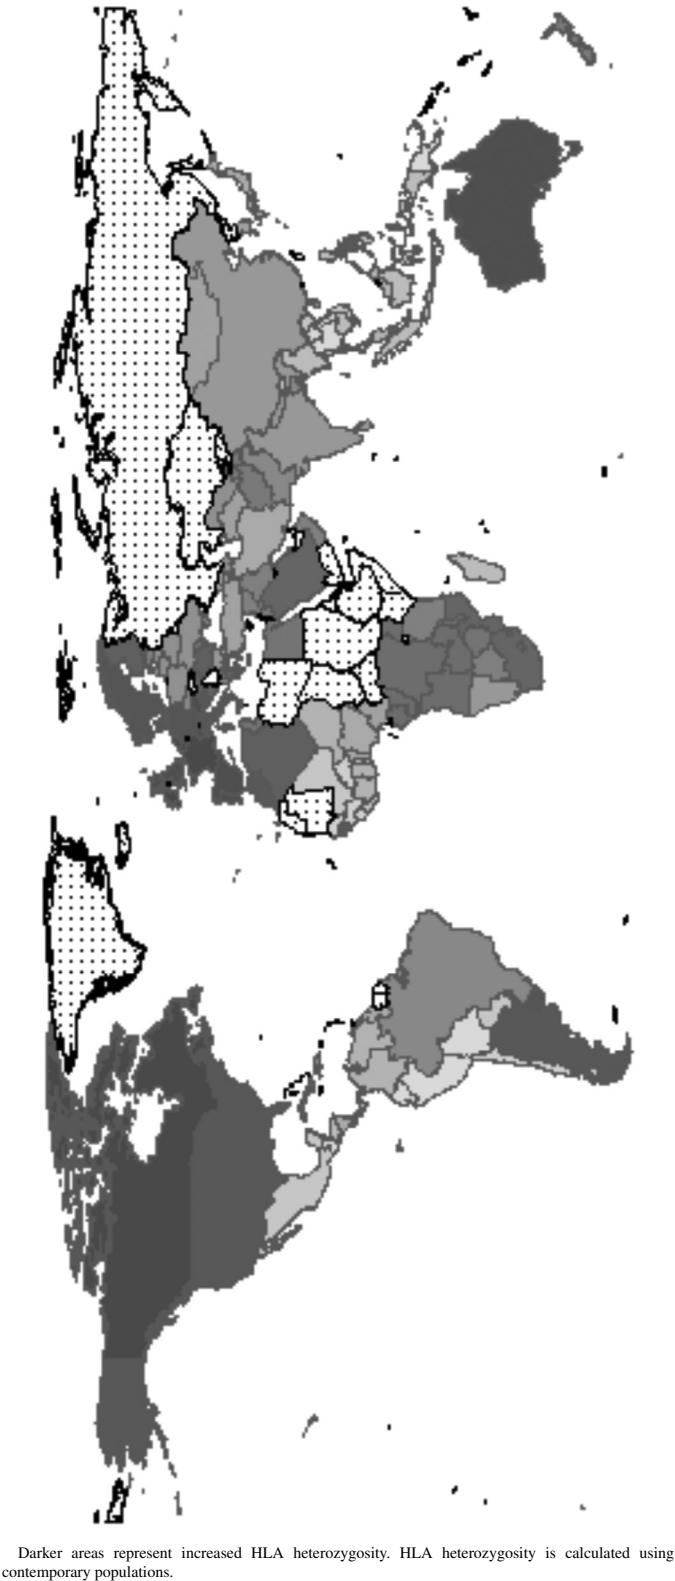 Darker areas represent increased HLA heterozygosity. HLA heterozygosity is calculated using
contemporary populations.